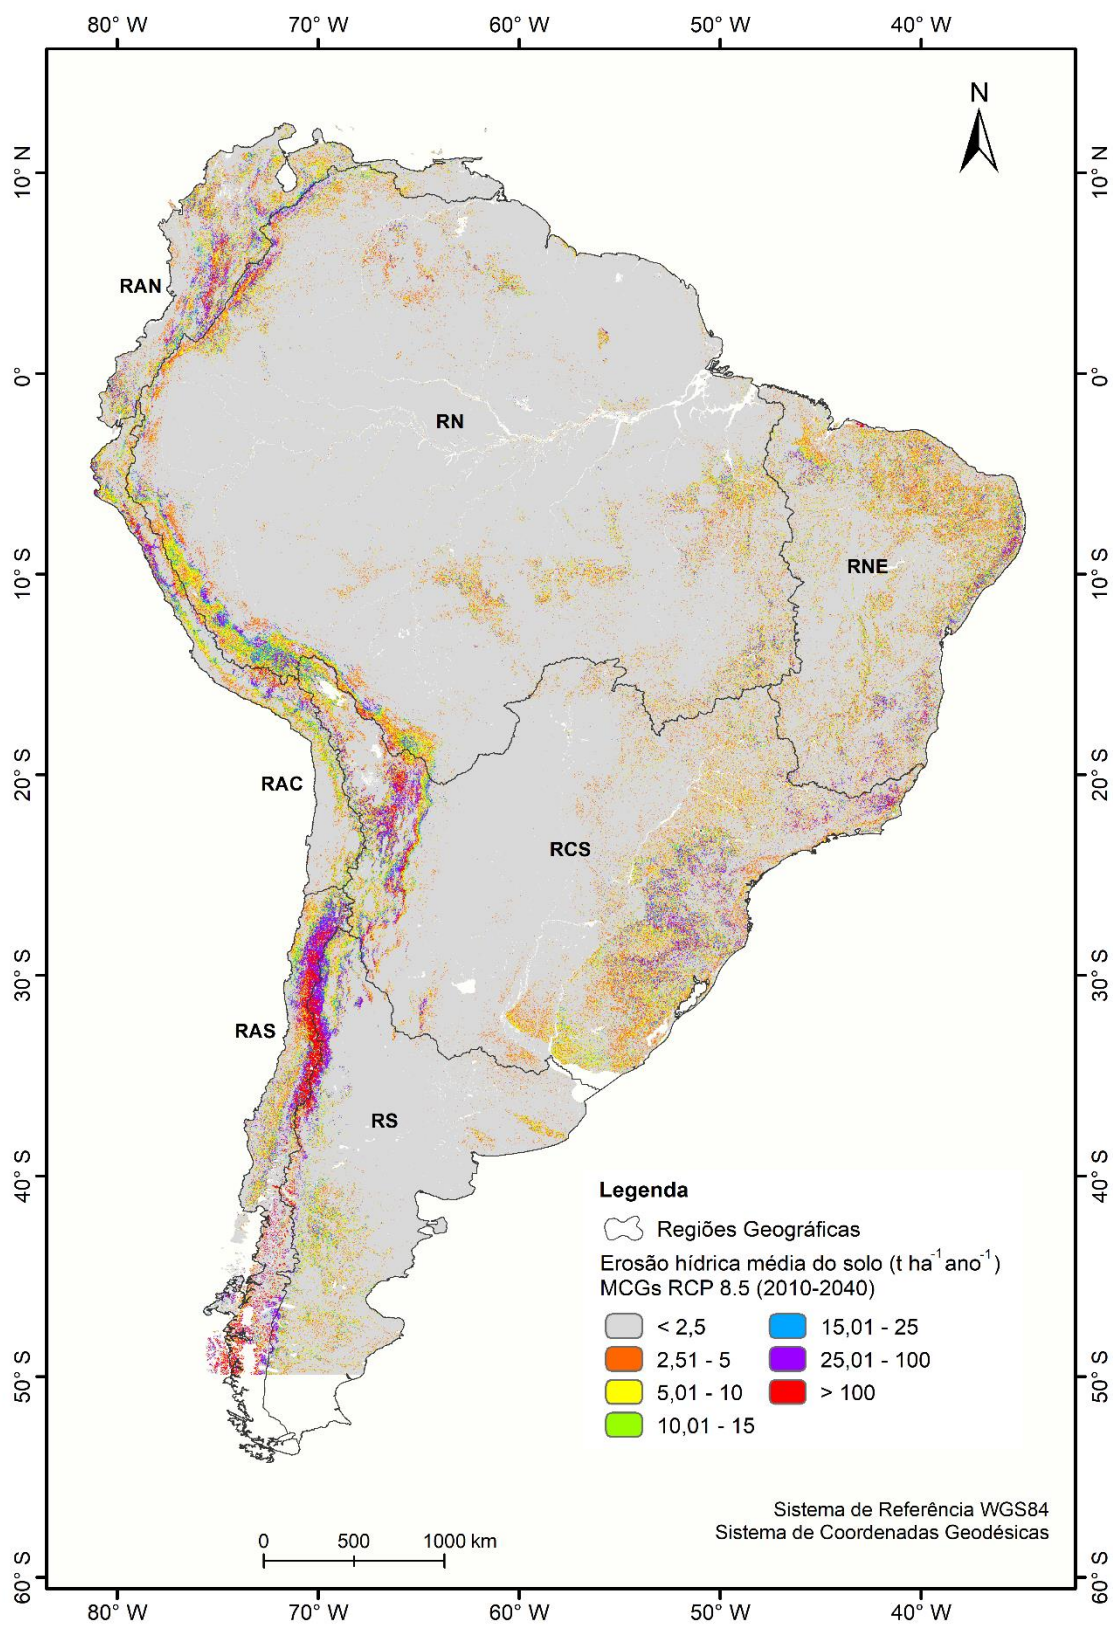 80° W 70° W 60° W 50° W 40° W
N
10° N 10° N
RAN
0° 0°
RN
RNE
10° S 10° S
RAC
20° S 20° S
RCS
30° S 30° S
RAS
RS
40° S 40° S
Legenda
Regiões Geográficas
Erosão hídrica média do solo (t ha⁻¹ ano⁻¹)
MCGs RCP 8.5 (2010-2040)
< 2,5 15,01 - 25
2,51 - 5 25,01 - 100
5,01 - 10 > 100
10,01 - 15
50° S 50° S
Sistema de Referência WGS84
Sistema de Coordenadas Geodésicas
0 500 1000 km
60° S 60° S
80° W 70° W 60° W 50° W 40° W